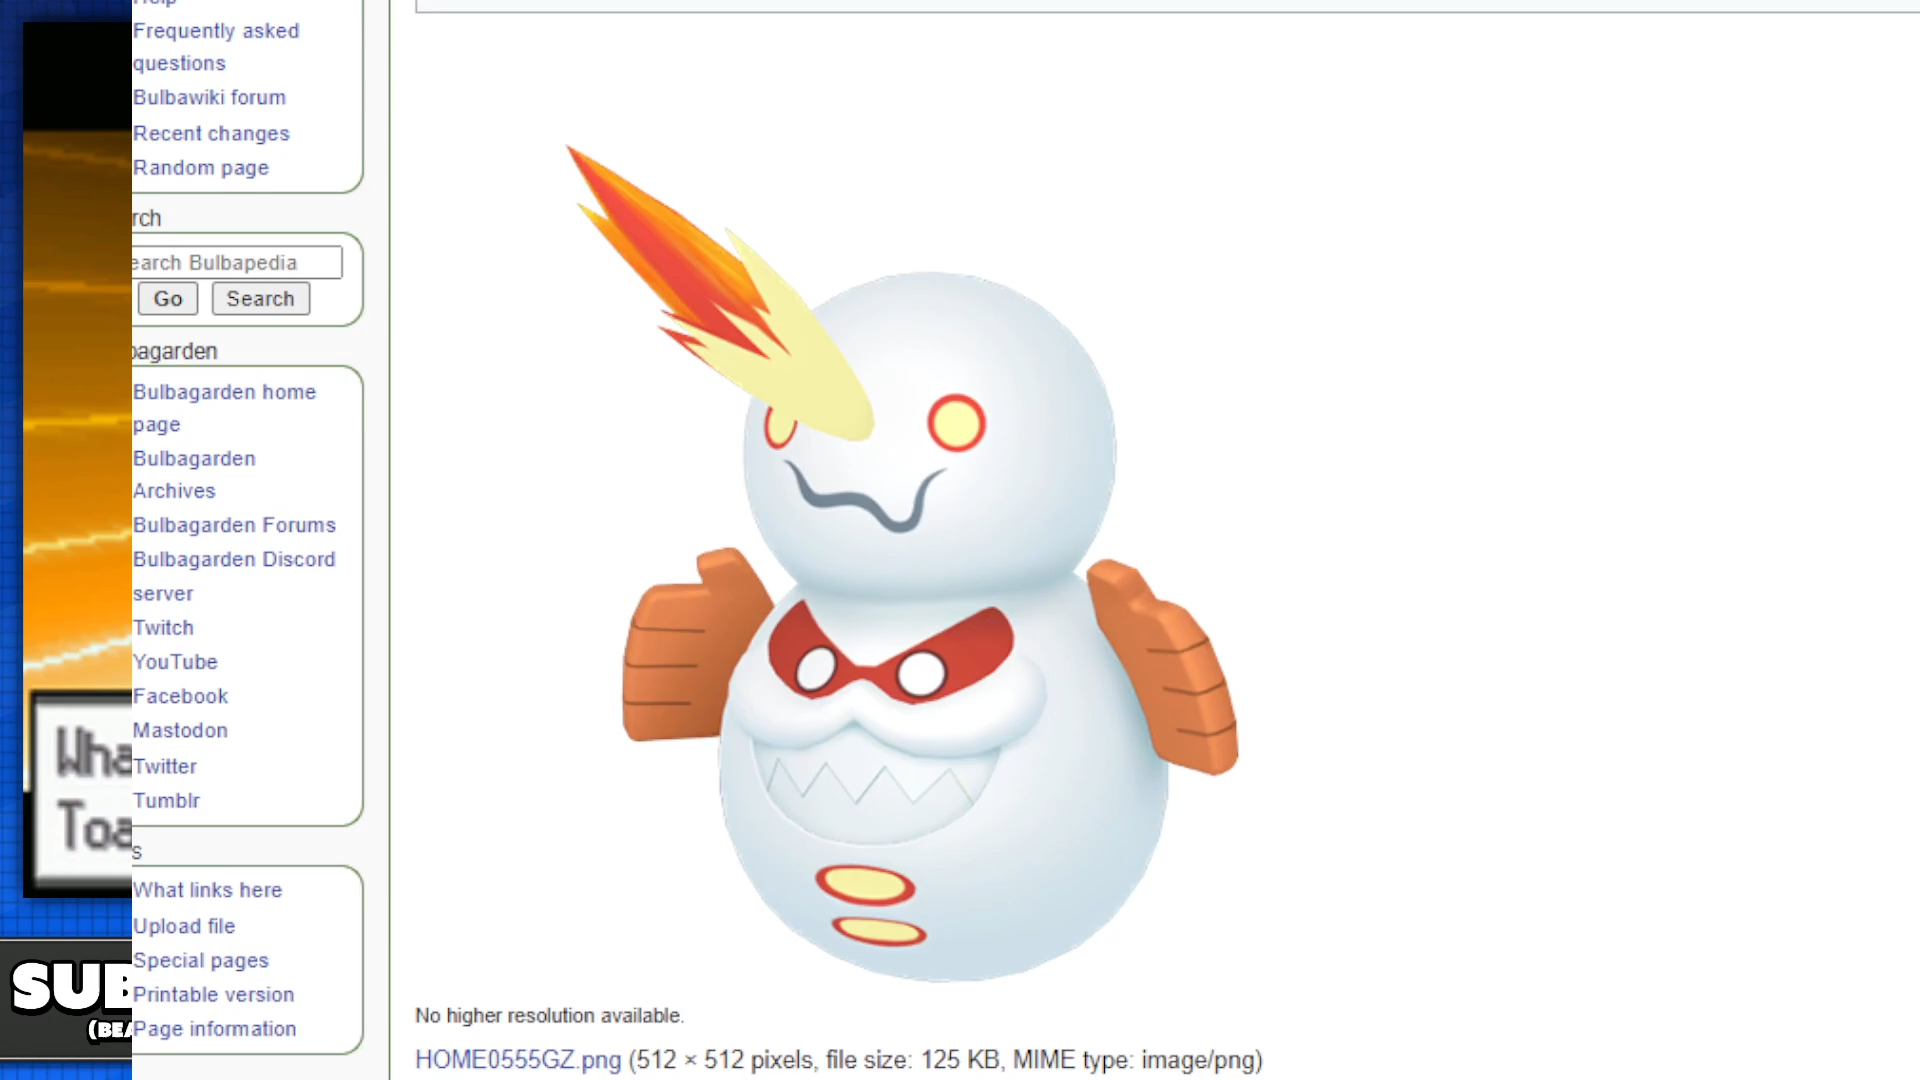 Frequently asked
questions
Bulbawiki forum
Recent changes
Random page
rch
earch Bulbapedia
Go Search
bagarden
Bulbagarden home
page
Bulbagarden
Archives
Bulbagarden Forums
Bulbagarden Discord
server
Twitch
YouTube
Facebook
Mastodon
Twitter
Tumblr
Wha
Toa
s
What links here
Upload file
Special pages
Printable version
Page information
SUB
(BEA
No higher resolution available.
HOME0555GZ.png (512 × 512 pixels, file size: 125 KB, MIME type: image/png)